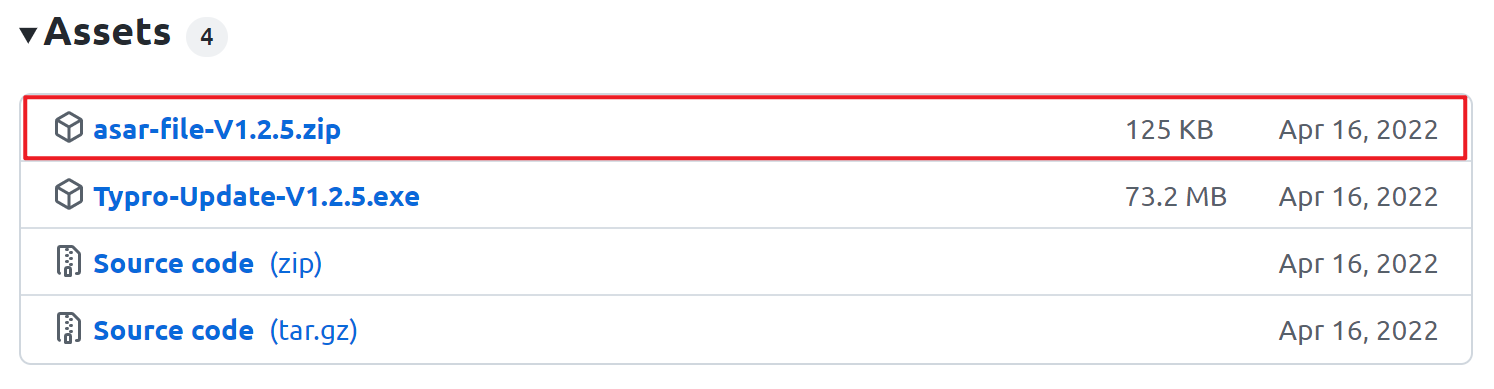 Assets 4
asar-file-V1.2.5.zip 125 KB Apr 16, 2022
Typro-Update-V1.2.5.exe 73.2 MB Apr 16, 2022
Source code (zip) Apr 16, 2022
Source code (tar.gz) Apr 16, 2022